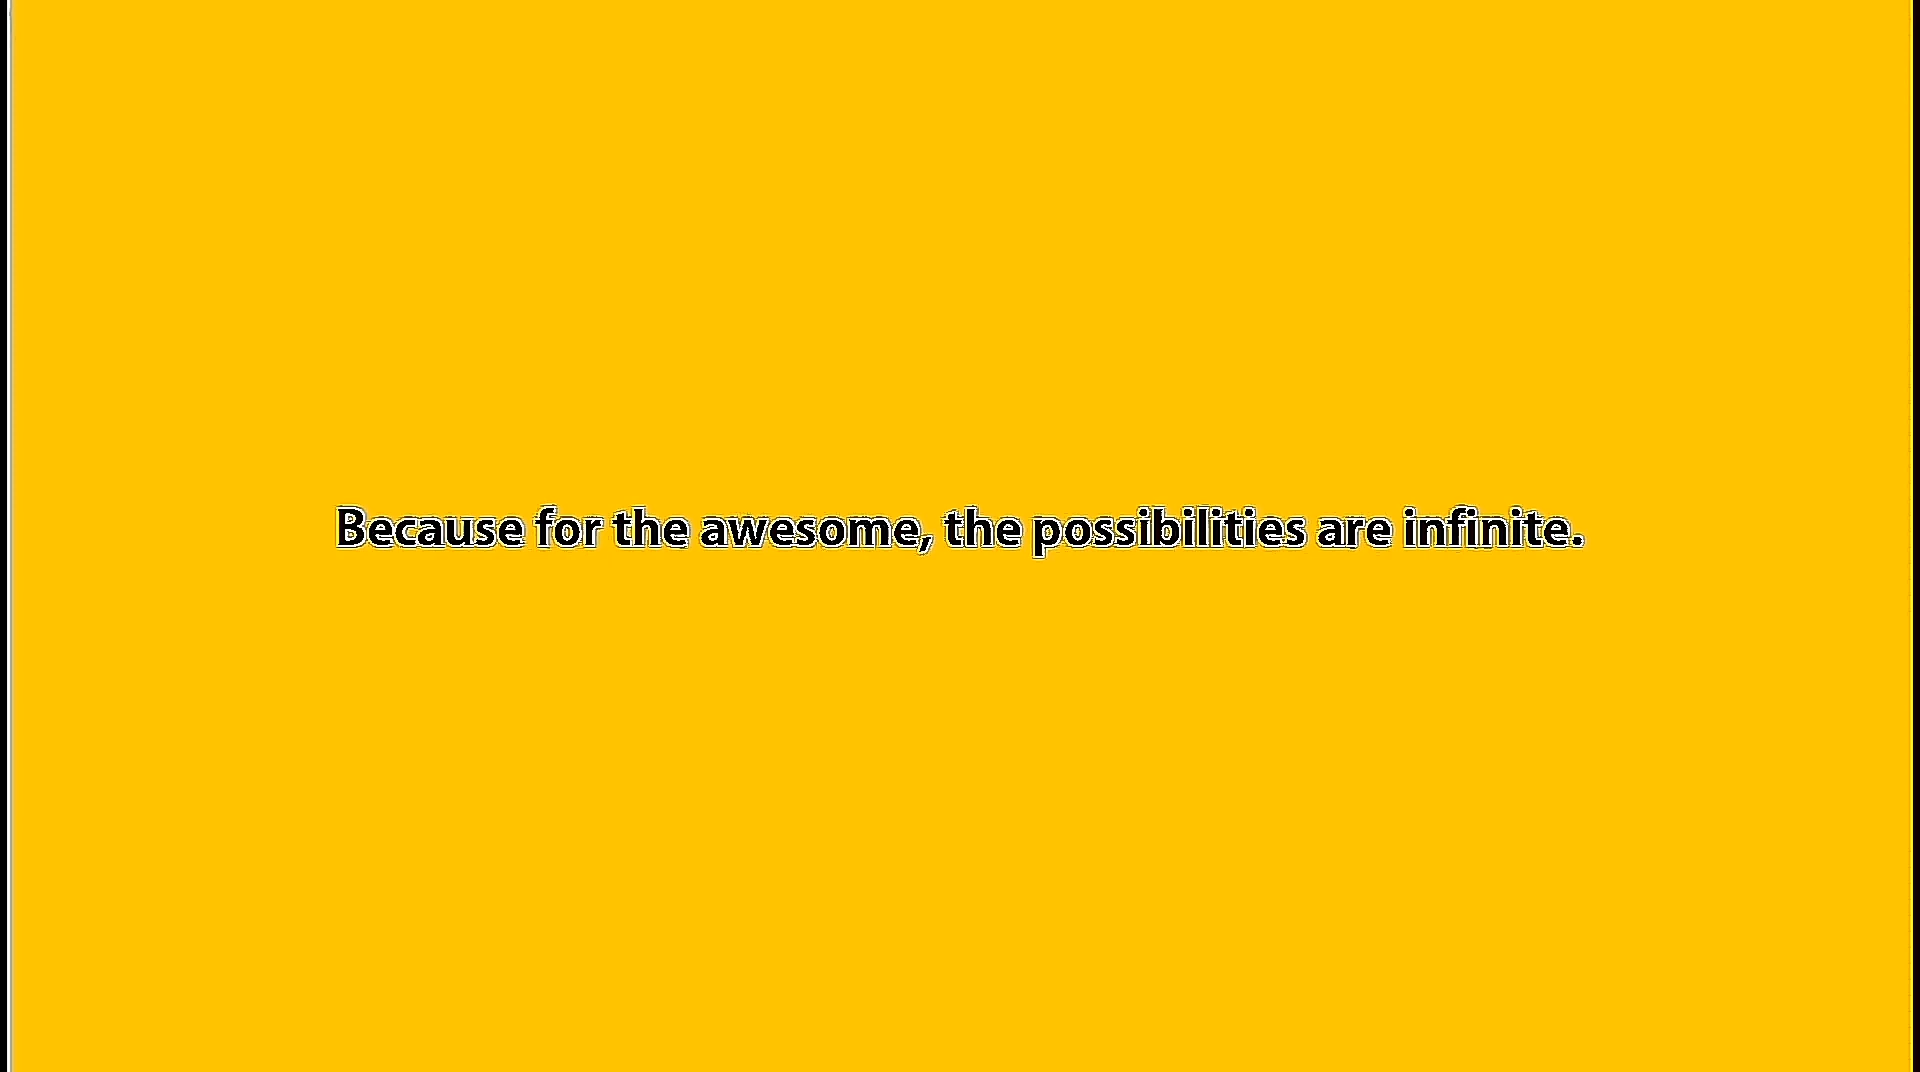 Because for the awesome, the possibilities are infinite.